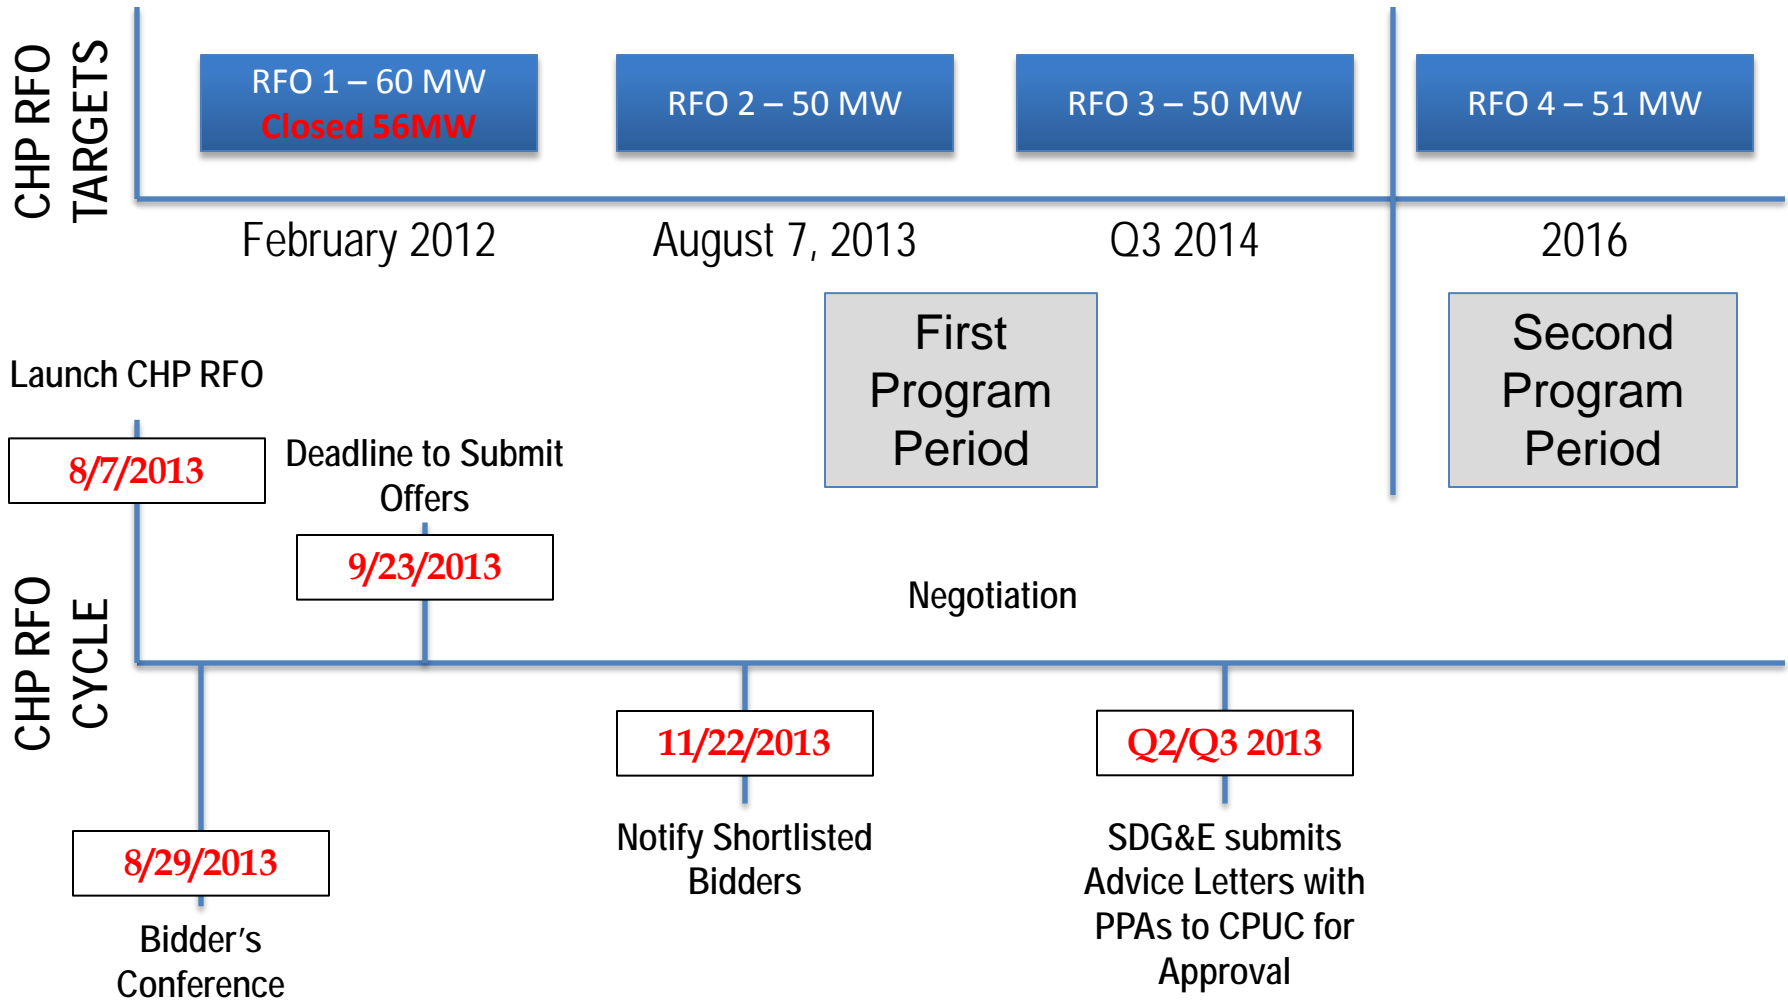 CHP RFO
TARGETS
RFO 1 – 60 MW
Closed 56MW
RFO 2 – 50 MW
RFO 3 – 50 MW
RFO 4 – 51 MW
February 2012
August 7, 2013
Q3 2014
2016
First
Program
Period
Second
Program
Period
CHP RFO
CYCLE
Launch CHP RFO
8/7/2013
Deadline to Submit
Offers
9/23/2013
Negotiation
8/29/2013
Bidder's
Conference
11/22/2013
Notify Shortlisted
Bidders
Q2/Q3 2013
SDG&E submits
Advice Letters with
PPAs to CPUC for
Approval